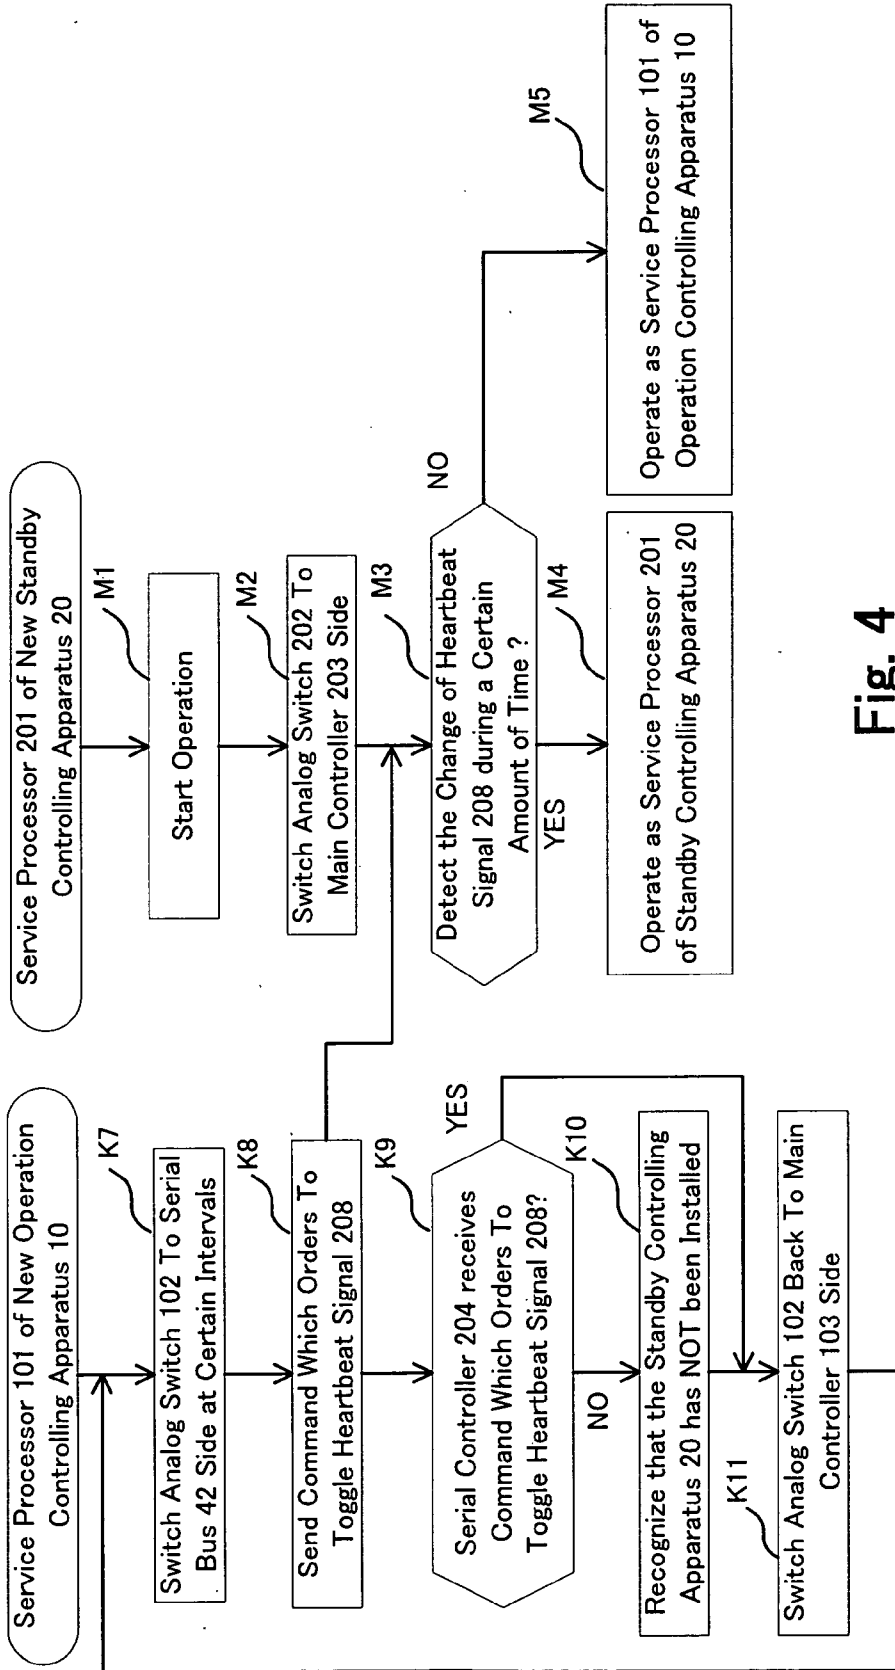 Service Processor 101 of New Operation
Controlling Apparatus 10
K7
Switch Analog Switch 102 To Serial
Bus 42 Side at Certain Intervals
K8
Send Command Which Orders To
Toggle Heartbeat Signal 208
K9
Serial Controller 204 receives
Command Which Orders To
Toggle Heartbeat Signal 208?
YES
NO
K10
Recognize that the Standby Controlling
Apparatus 20 has NOT been Installed
K11
Switch Analog Switch 102 Back To Main
Controller 103 Side
Service Processor 201 of New Standby
Controlling Apparatus 20
M1
Start Operation
M2
Switch Analog Switch 202 To
Main Controller 203 Side
M3
Detect the Change of Heartbeat
Signal 208 during a Certain
Amount of Time ?
NO
YES
M4
Operate as Service Processor 201
of Standby Controlling Apparatus 20
M5
Operate as Service Processor 101 of
Operation Controlling Apparatus 10
Fig. 4